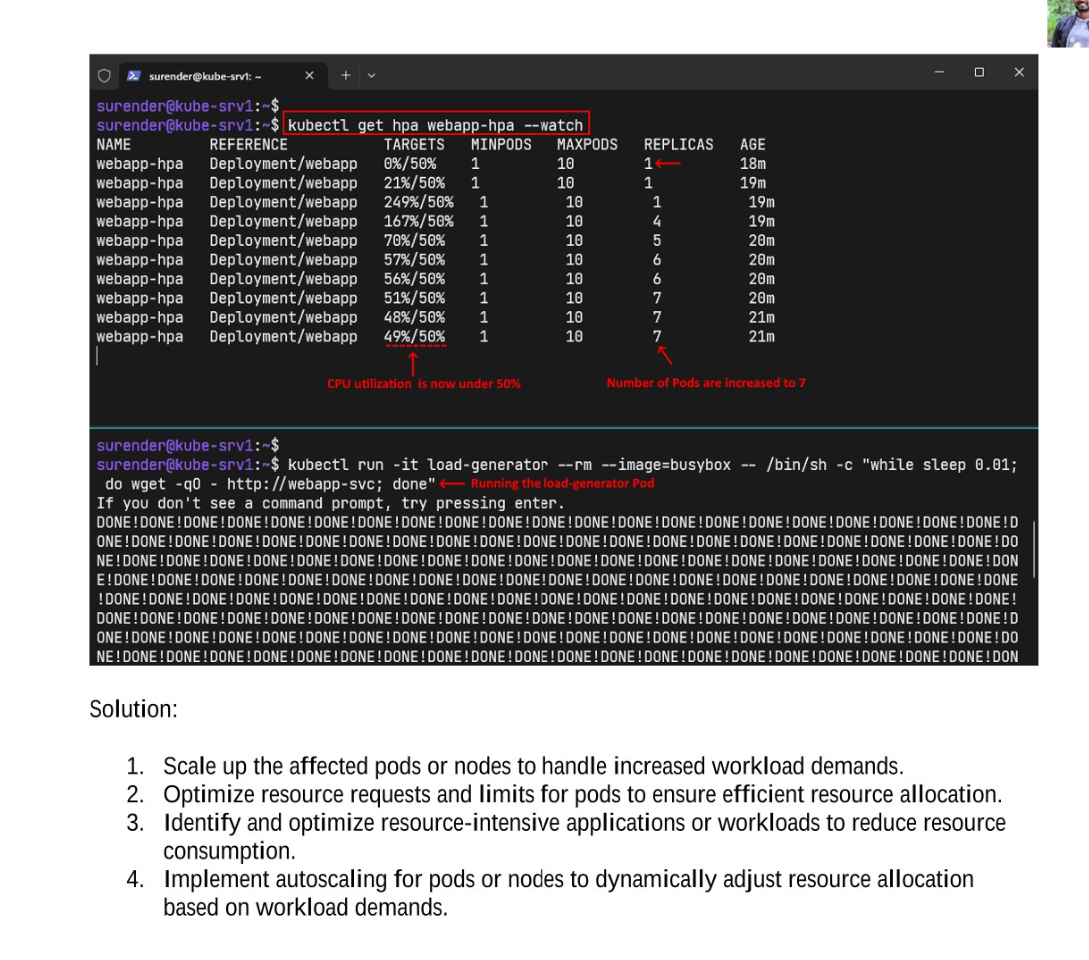 surender@kube-srv1: ~
surender@kube-srv1:~$
surender@kube-srv1:~$ kubectl get hpa webapp-hpa --watch
NAME REFERENCE TARGETS MINPODS MAXPODS REPLICAS AGE
webapp-hpa Deployment/webapp 0%/50% 1 10 1 18m
webapp-hpa Deployment/webapp 21%/50% 1 10 1 19m
webapp-hpa Deployment/webapp 249%/50% 1 10 1 19m
webapp-hpa Deployment/webapp 167%/50% 1 10 4 19m
webapp-hpa Deployment/webapp 70%/50% 1 10 5 20m
webapp-hpa Deployment/webapp 57%/50% 1 10 6 20m
webapp-hpa Deployment/webapp 56%/50% 1 10 6 20m
webapp-hpa Deployment/webapp 51%/50% 1 10 7 20m
webapp-hpa Deployment/webapp 48%/50% 1 10 7 21m
webapp-hpa Deployment/webapp 49%/50% 1 10 7 21m
CPU utilization is now under 50% Number of Pods are increased to 7
surender@kube-srv1:~$
surender@kube-srv1:~$ kubectl run -it load-generator --rm --image=busybox -- /bin/sh -c "while sleep 0.01;
do wget -qO - http://webapp-svc; done" Running the load-generator Pod
If you don't see a command prompt, try pressing enter.
DONE!DONE!DONE!DONE!DONE!DONE!DONE!DONE!DONE!DONE!DONE!DONE!DONE!DONE!DONE!DONE!DONE!DONE!DONE!DONE!DONE!D
ONE!DONE!DONE!DONE!DONE!DONE!DONE!DONE!DONE!DONE!DONE!DONE!DONE!DONE!DONE!DONE!DONE!DONE!DONE!DONE!DONE!DO
NE!DONE!DONE!DONE!DONE!DONE!DONE!DONE!DONE!DONE!DONE!DONE!DONE!DONE!DONE!DONE!DONE!DONE!DONE!DONE!DONE!DON
E!DONE!DONE!DONE!DONE!DONE!DONE!DONE!DONE!DONE!DONE!DONE!DONE!DONE!DONE!DONE!DONE!DONE!DONE!DONE!DONE!DONE
!DONE!DONE!DONE!DONE!DONE!DONE!DONE!DONE!DONE!DONE!DONE!DONE!DONE!DONE!DONE!DONE!DONE!DONE!DONE!DONE!DONE!
DONE!DONE!DONE!DONE!DONE!DONE!DONE!DONE!DONE!DONE!DONE!DONE!DONE!DONE!DONE!DONE!DONE!DONE!DONE!DONE!DONE!D
ONE!DONE!DONE!DONE!DONE!DONE!DONE!DONE!DONE!DONE!DONE!DONE!DONE!DONE!DONE!DONE!DONE!DONE!DONE!DONE!DONE!DO
NE!DONE!DONE!DONE!DONE!DONE!DONE!DONE!DONE!DONE!DONE!DONE!DONE!DONE!DONE!DONE!DONE!DONE!DONE!DONE!DONE!DON
Solution:
1. Scale up the affected pods or nodes to handle increased workload demands.
2. Optimize resource requests and limits for pods to ensure efficient resource allocation.
3. Identify and optimize resource-intensive applications or workloads to reduce resource
consumption.
4. Implement autoscaling for pods or nodes to dynamically adjust resource allocation
based on workload demands.